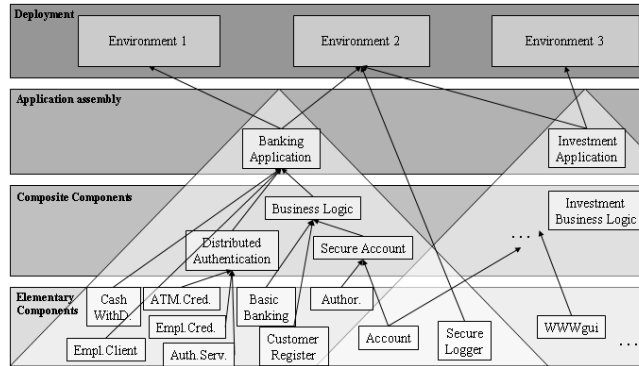 Deployment
Environment 1
Environment 2
Environment 3
Application assembly
Banking
Application
Investment
Application
Composite Components
Business Logic
Investment
Business Logic
Distributed
Authentication
Secure Account
...
Elementary
Components
Cash
WithD.
ATM.Cred.
Basic
Banking
Author.
Empl.Cred.
Empl.Client
Auth.Serv.
Customer
Register
Account
Secure
Logger
WWWgui
...